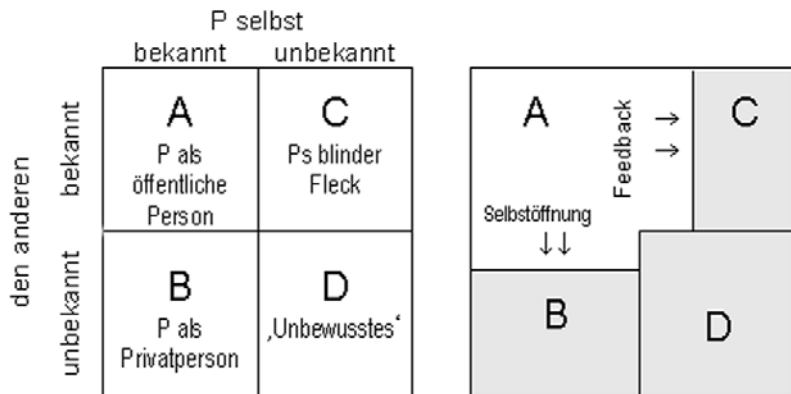 P selbst
bekannt unbekannt
den anderen
bekannt
unbekannt
A
P als
öffentliche
Person
C
Ps blinder
Fleck
B
P als
Privatperson
D
‚Unbewusstes‘
A
Feedback → →
C
Selbstöffnung
↓↓
B
D